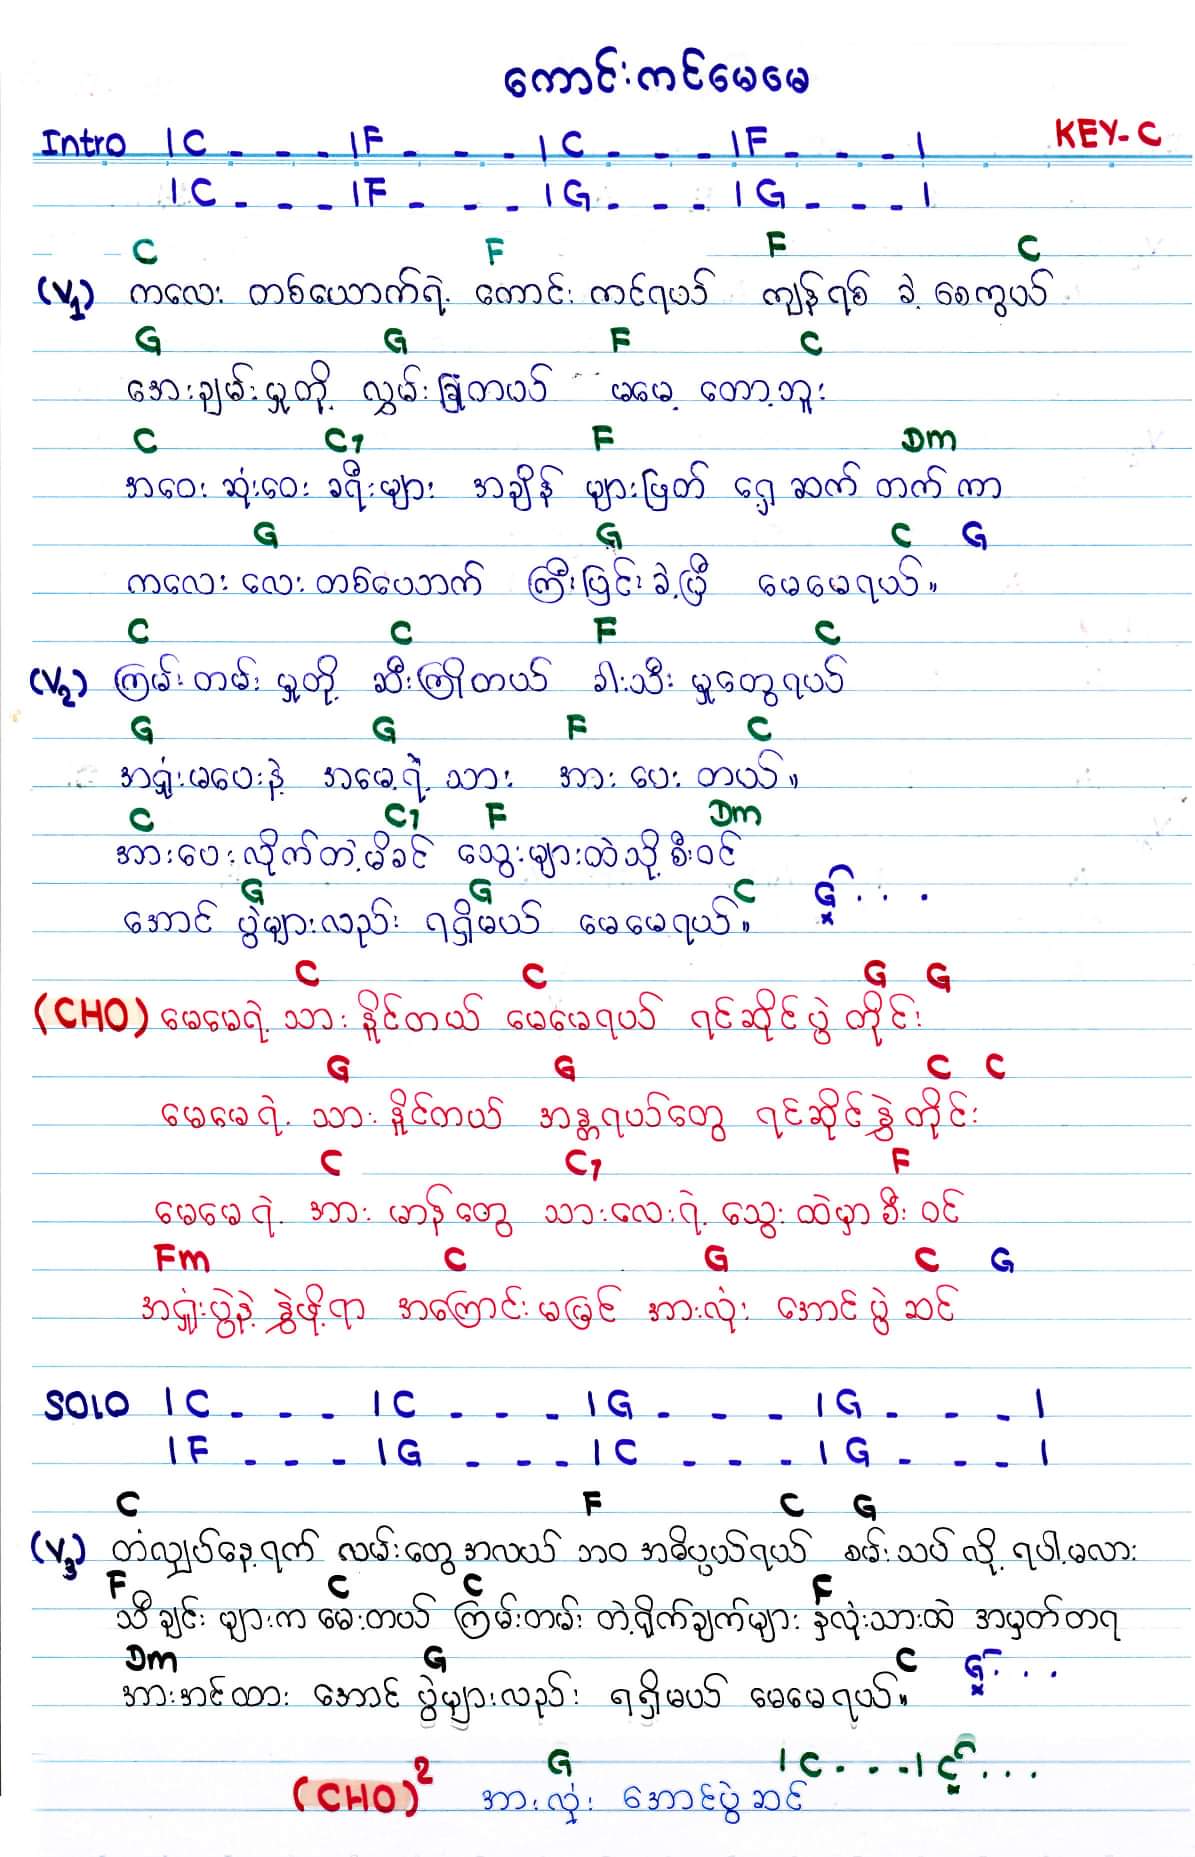 ကောင်းကင်မေမေ
Intro | C - - - | F - - - | C - - - | F - - - | KEY-C
| C - - - | F - - - | G - - - | G - - - |
C F F C
(V1) ကလေး တစ်ယောက်ရဲ့ ကောင်းကင်ရယ် ကျန်ရစ်ခဲ့စေကွယ်
G G F C
အေးချမ်းမှုတို့ လွှမ်းခြုံတယ် မမေ့တော့ဘူး
C C7 F Dm
အဝေးဆုံးဝေး ခရီးများ အချိန် များဖြတ် ရှေ့ဆက်တက်ကာ
G G C G
ကလေးလေးတစ်ယောက် ကြီးပြင်းခဲ့ပြီ မေမေရယ်။
C C F C
(V2) ကြမ်းတမ်းမှုတို့ ဆီးကြိုတယ် ခါးသီးမှုတွေရယ်
G G F C
အရှုံးမပေးနဲ့ အမေ့ရဲ့သား အားပေးတယ်။
C C7 F Dm
အားပေးလိုက်တဲ့မိခင် သွေးများထဲသို့စီးဝင်
G G C G . . .
အောင်ပွဲများလည်း ရရှိမယ် မေမေရယ်။
C C G G
(CHO) မေမေရဲ့သား နိုင်တယ် မေမေရယ် ရင်ဆိုင်ပွဲတိုင်း
G G C C
မေမေရဲ့သား နိုင်တယ် အန္တရယ်တွေ ရင်ဆိုင်နွှဲတိုင်း
C C7 F
မေမေရဲ့ အားမာန်တွေ သားလေးရဲ့သွေးထဲမှာစီးဝင်
Fm C G C G
အရှုံးပွဲနဲ့နွှဲဖို့ရာ အကြောင်းမမြင် အားလုံး အောင်ပွဲဆင်
SOLO | C - - - | C - - - | G - - - | G - - - |
| F - - - | G - - - | C - - - | G - - - |
C F C G
(V3) တံလျှပ်နေ့ရက် လမ်းတွေအလယ် ဘဝအဓိပ္ပယ်ရယ် စမ်းသပ်လို့ရပါ့မလား
F C C F
သီချင်းများက မေးတယ် ကြမ်းတမ်းတဲ့ရိုက်ချက်များ နှလုံးသားထဲ အမှတ်တရ
Dm G C G . . .
အားအင်ထား အောင်ပွဲများလည်း ရရှိမယ် မေမေရယ်။
G | C - - - | C . . .
(CHO)2 အားလုံး အောင်ပွဲဆင်